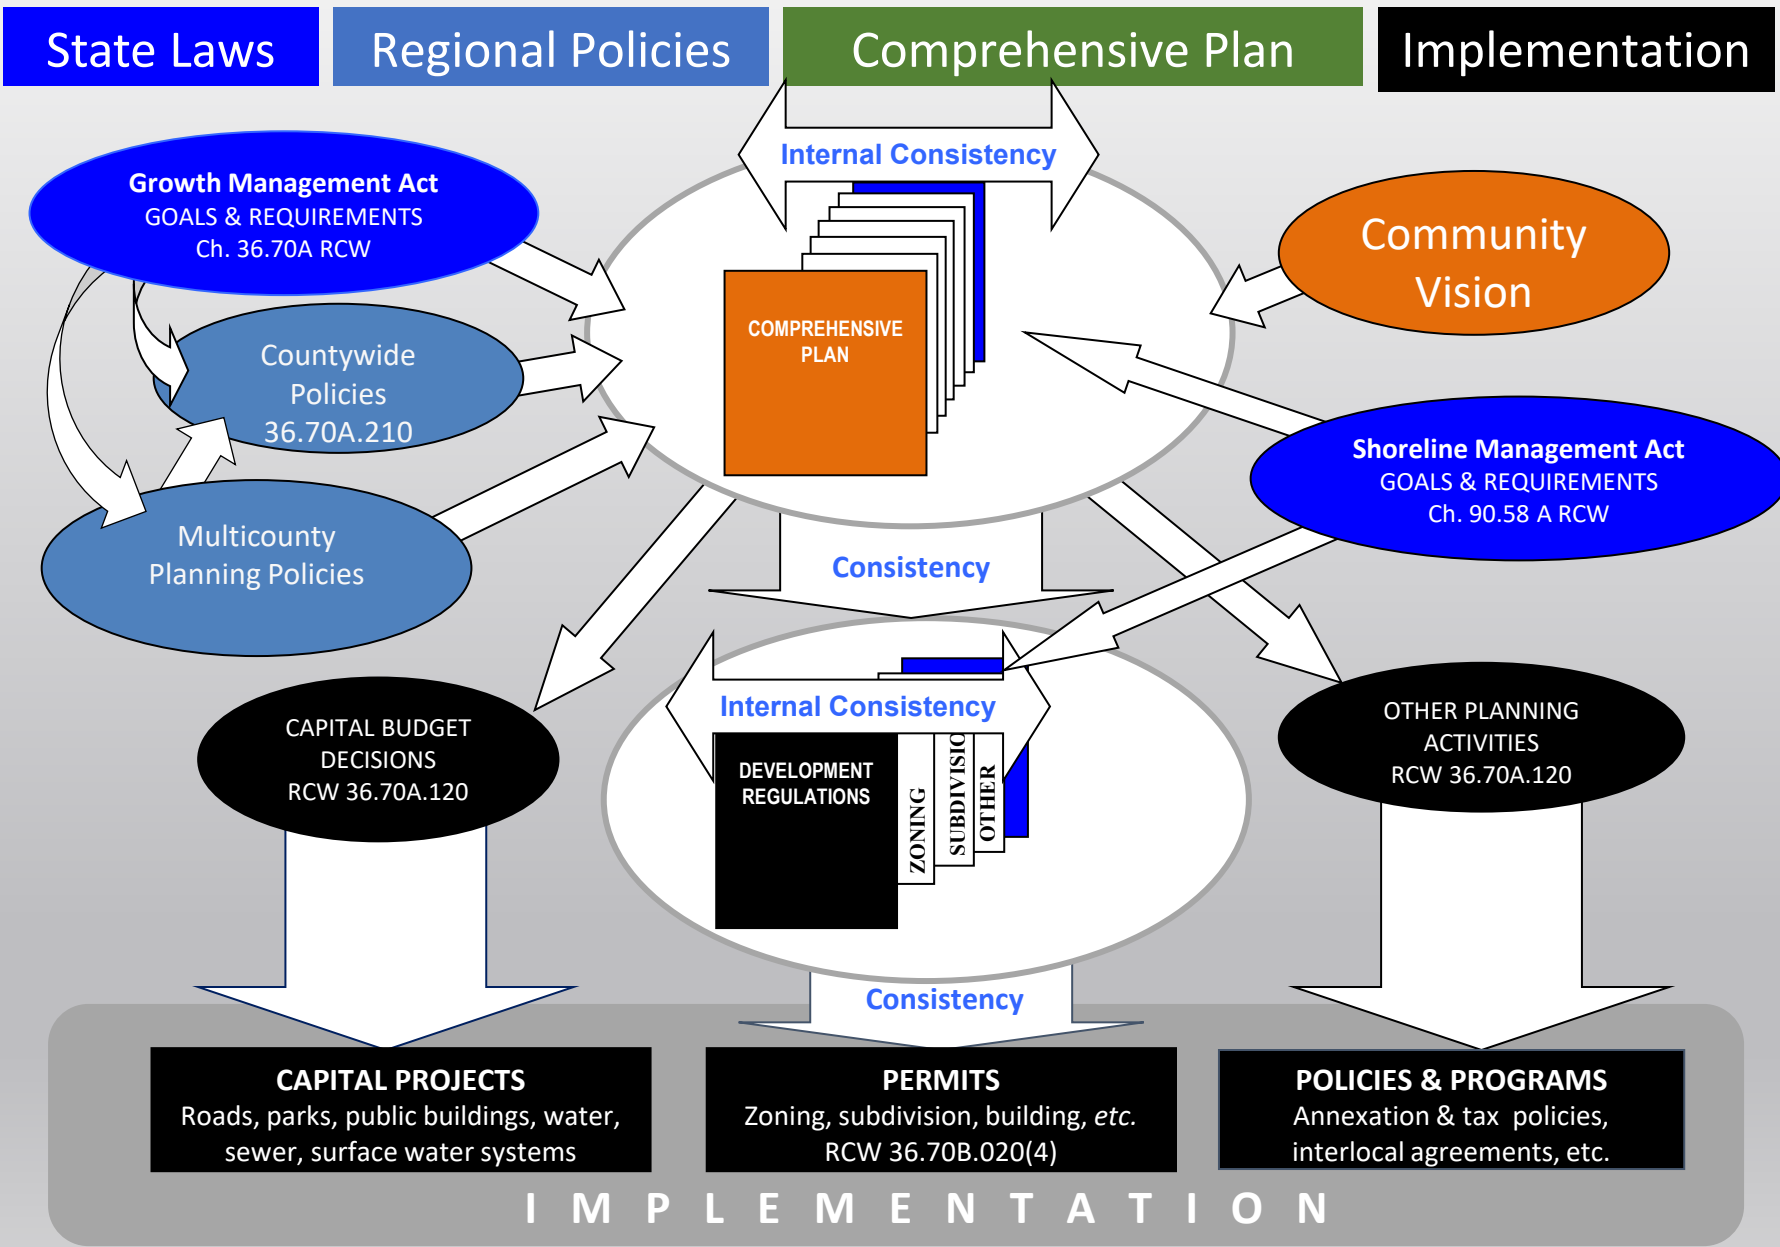 State Laws
Regional Policies
Comprehensive Plan
Implementation
Internal Consistency
Growth Management Act
GOALS & REQUIREMENTS
Ch. 36.70A RCW
Community
Vision
COMPREHENSIVE
PLAN
Countywide
Policies
36.70A.210
Shoreline Management Act
GOALS & REQUIREMENTS
Ch. 90.58 A RCW
Multicounty
Planning Policies
Consistency
Internal Consistency
CAPITAL BUDGET
DECISIONS
RCW 36.70A.120
DEVELOPMENT
REGULATIONS
ZONING
SUBDIVISIO
OTHER
OTHER PLANNING
ACTIVITIES
RCW 36.70A.120
Consistency
CAPITAL PROJECTS
Roads, parks, public buildings, water,
sewer, surface water systems
PERMITS
Zoning, subdivision, building, etc.
RCW 36.70B.020(4)
POLICIES & PROGRAMS
Annexation & tax  policies,
interlocal agreements, etc.
I M P L E M E N T A T I O N